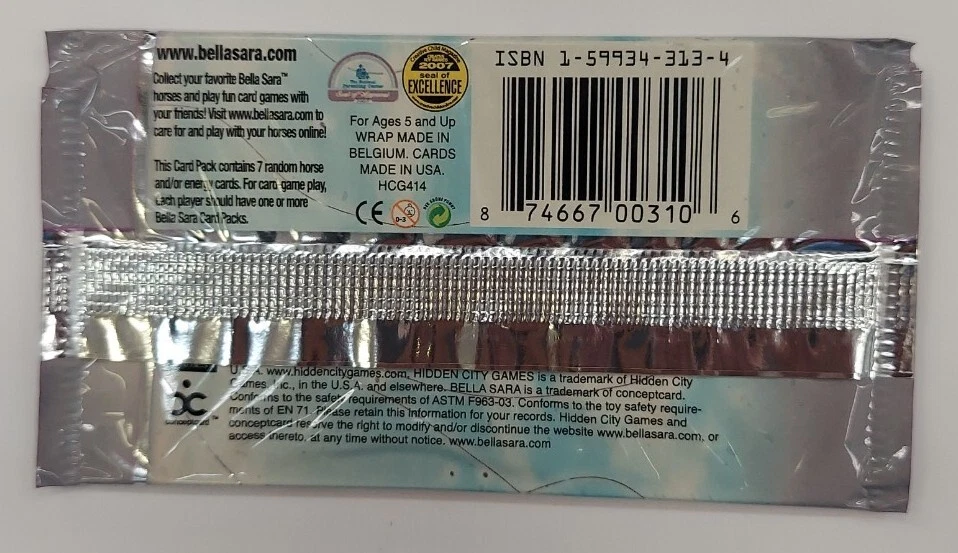 www.bellasara.com
Collect your favorite Bella Sara™
horses and play fun card games with
your friends! Visit www.bellasara.com to
care for and play with your horses online!
This Card Pack contains 7 random horse
and/or energy cards. For card game play,
each player should have one or more
Bella Sara Card Packs.
Creative Child Magazine
2007
seal of
EXCELLENCE
For Ages 5 and Up
WRAP MADE IN
BELGIUM. CARDS
MADE IN USA.
HCG414
CE
0-3
ISBN 1-59934-313-4
8 74667 00310 6
U.S.A. www.hiddencitygames.com. HIDDEN CITY GAMES is a trademark of Hidden City
Games, Inc., in the U.S.A. and elsewhere. BELLA SARA is a trademark of conceptcard.
Conforms to the safety requirements of ASTM F963-03. Conforms to the toy safety require-
ments of EN 71. Please retain this information for your records. Hidden City Games and
conceptcard reserve the right to modify and/or discontinue the website www.bellasara.com, or
access thereto, at any time without notice. www.bellasara.com
conceptcard™